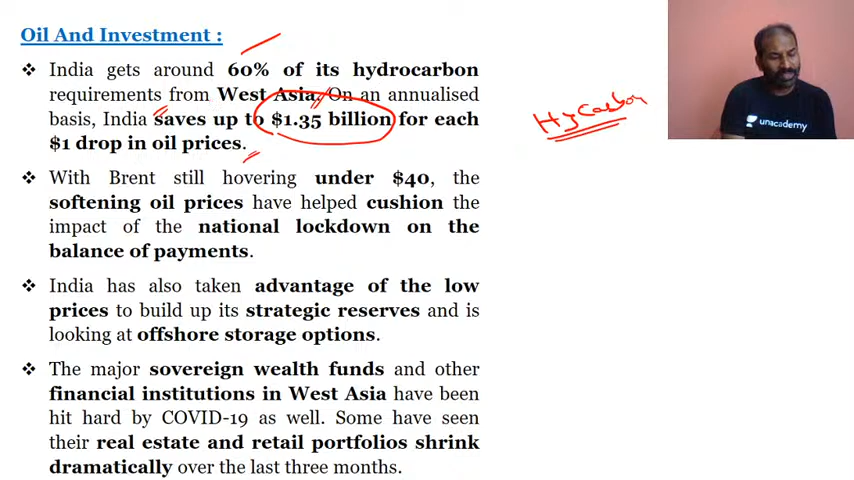 Oil And Investment :
❖ India gets around 60% of its hydrocarbon
requirements from West Asia. On an annualised
basis, India saves up to $1.35 billion for each
$1 drop in oil prices.
❖ With Brent still hovering under $40, the
softening oil prices have helped cushion the
impact of the national lockdown on the
balance of payments.
❖ India has also taken advantage of the low
prices to build up its strategic reserves and is
looking at offshore storage options.
❖ The major sovereign wealth funds and other
financial institutions in West Asia have been
hit hard by COVID-19 as well. Some have seen
their real estate and retail portfolios shrink
dramatically over the last three months.
HyCarbon
unacademy